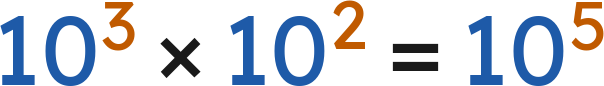 10³ × 10² = 10⁵